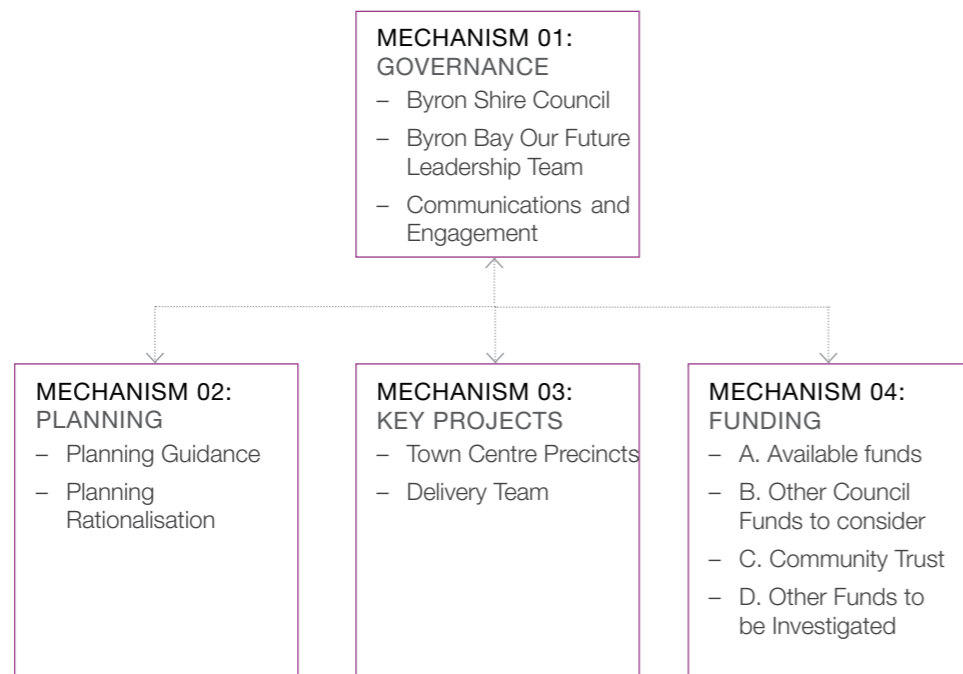 MECHANISM 01:
GOVERNANCE
– Byron Shire Council
– Byron Bay Our Future
Leadership Team
– Communications and
Engagement
MECHANISM 02:
PLANNING
– Planning Guidance
– Planning
Rationalisation
MECHANISM 03:
KEY PROJECTS
– Town Centre Precincts
– Delivery Team
MECHANISM 04:
FUNDING
– A. Available funds
– B. Other Council
Funds to consider
– C. Community Trust
– D. Other Funds to
be Investigated